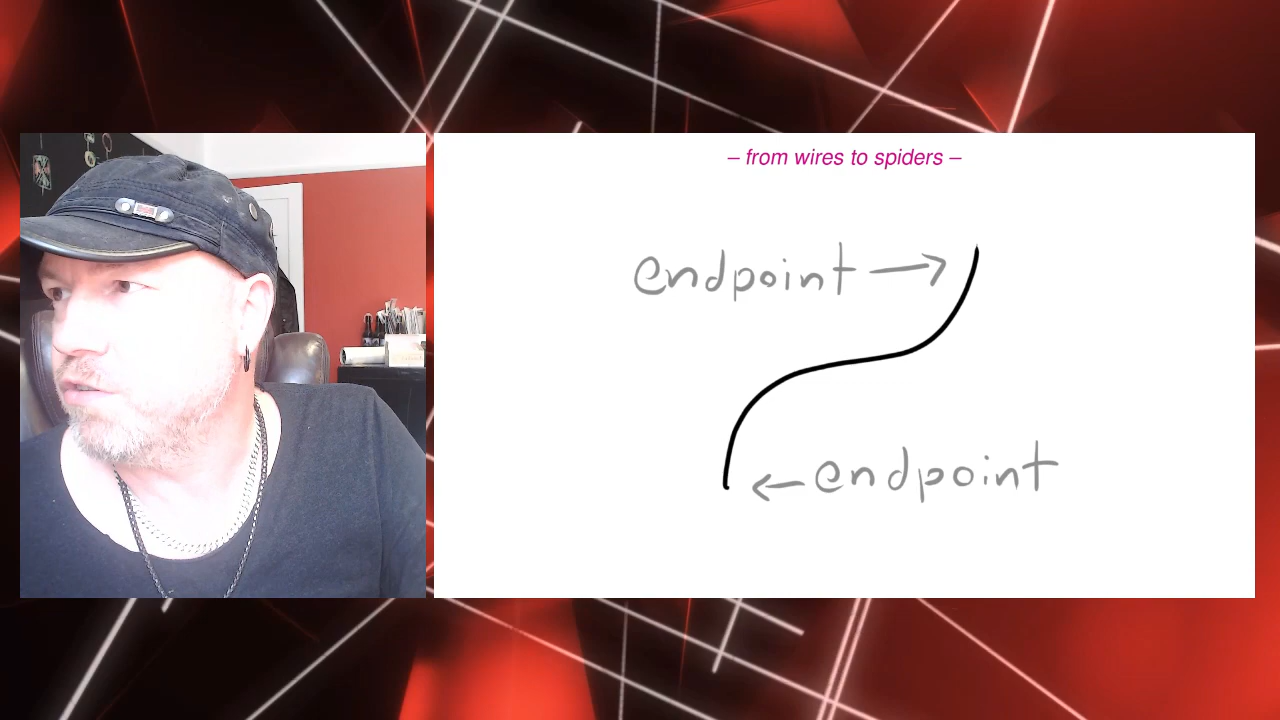 – from wires to spiders –
endpoint →
← endpoint